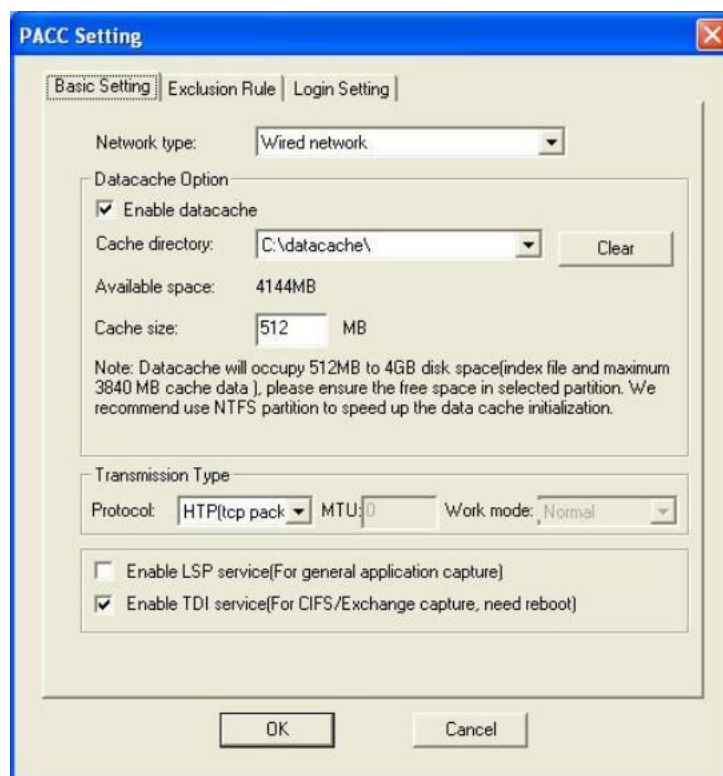 PACC Setting
Basic Setting Exclusion Rule Login Setting
Network type: Wired network
Datacache Option
Enable datacache
Cache directory: C:\datacache\ Clear
Available space: 4144MB
Cache size: 512 MB
Note: Datacache will occupy 512MB to 4GB disk space(index file and maximum
3840 MB cache data ), please ensure the free space in selected partition. We
recommend use NTFS partition to speed up the data cache initialization.
Transmission Type
Protocol: HTP(tcp pack MTU: 0 Work mode: Normal
Enable LSP service(For general application capture)
Enable TDI service(For CIFS/Exchange capture, need reboot)
OK Cancel